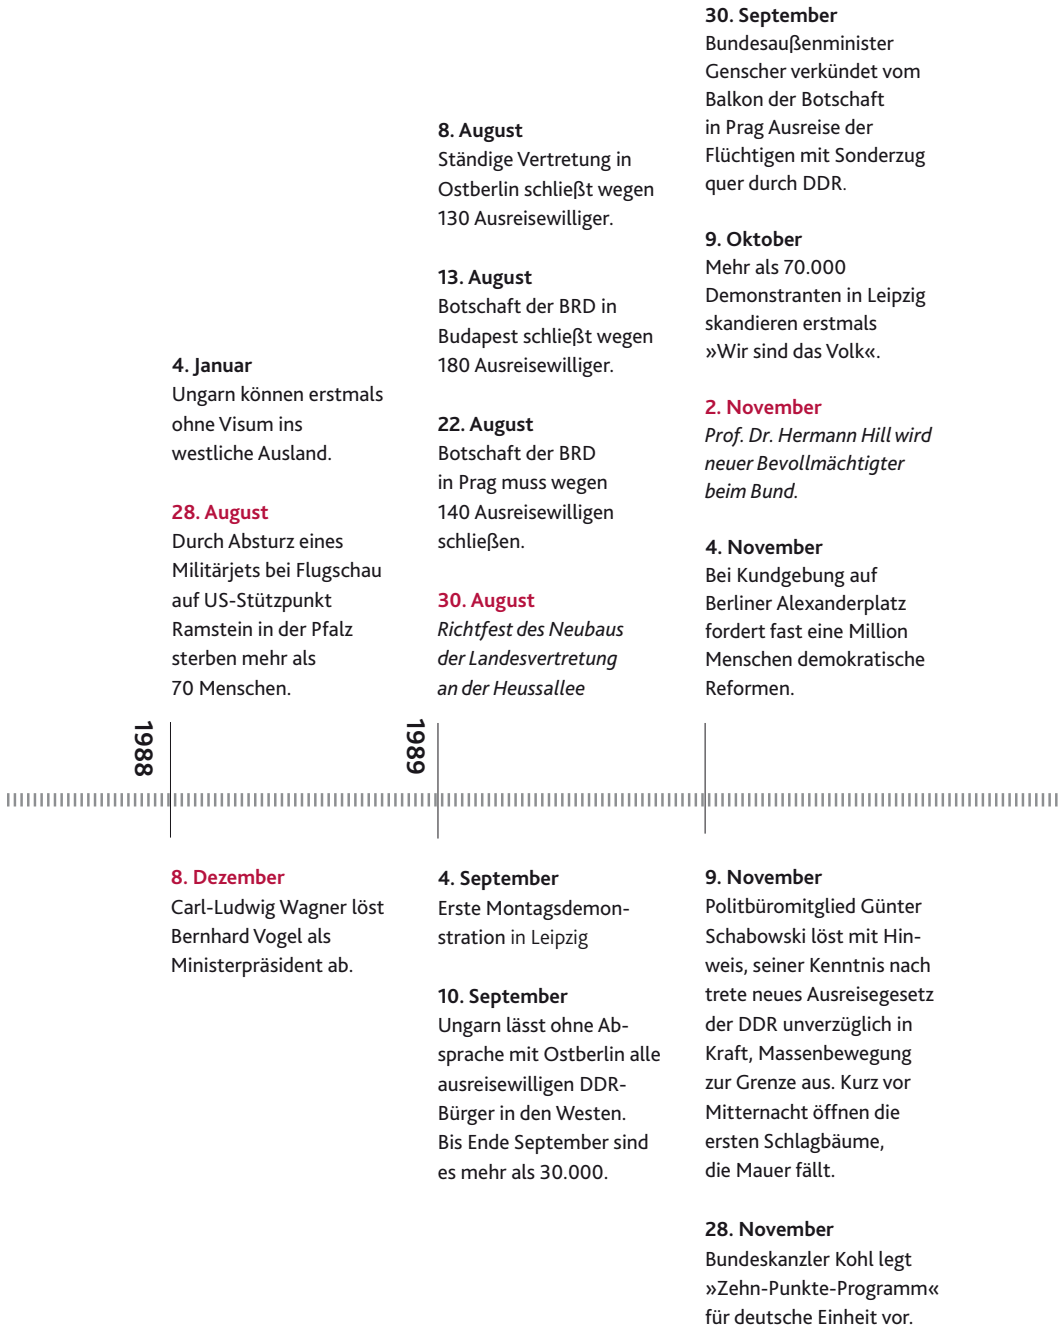 4. Januar
Ungarn können erstmals
ohne Visum ins
westliche Ausland.
28. August
Durch Absturz eines
Militärjets bei Flugschau
auf US-Stützpunkt
Ramstein in der Pfalz
sterben mehr als
70 Menschen.
1988
8. Dezember
Carl-Ludwig Wagner löst
Bernhard Vogel als
Ministerpräsident ab.
8. August
Ständige Vertretung in
Ostberlin schließt wegen
130 Ausreisewilliger.
13. August
Botschaft der BRD in
Budapest schließt wegen
180 Ausreisewilliger.
22. August
Botschaft der BRD
in Prag muss wegen
140 Ausreisewilligen
schließen.
30. August
Richtfest des Neubaus
der Landesvertretung
an der Heussallee
1989
4. September
Erste Montagsdemon-
stration in Leipzig
10. September
Ungarn lässt ohne Ab-
sprache mit Ostberlin alle
ausreisewilligen DDR-
Bürger in den Westen.
Bis Ende September sind
es mehr als 30.000.
30. September
Bundesaußenminister
Genscher verkündet vom
Balkon der Botschaft
in Prag Ausreise der
Flüchtigen mit Sonderzug
quer durch DDR.
9. Oktober
Mehr als 70.000
Demonstranten in Leipzig
skandieren erstmals
»Wir sind das Volk«.
2. November
Prof. Dr. Hermann Hill wird
neuer Bevollmächtigter
beim Bund.
4. November
Bei Kundgebung auf
Berliner Alexanderplatz
fordert fast eine Million
Menschen demokratische
Reformen.
9. November
Politbüromitglied Günter
Schabowski löst mit Hin-
weis, seiner Kenntnis nach
trete neues Ausreisegesetz
der DDR unverzüglich in
Kraft, Massenbewegung
zur Grenze aus. Kurz vor
Mitternacht öffnen die
ersten Schlagbäume,
die Mauer fällt.
28. November
Bundeskanzler Kohl legt
»Zehn-Punkte-Programm«
für deutsche Einheit vor.